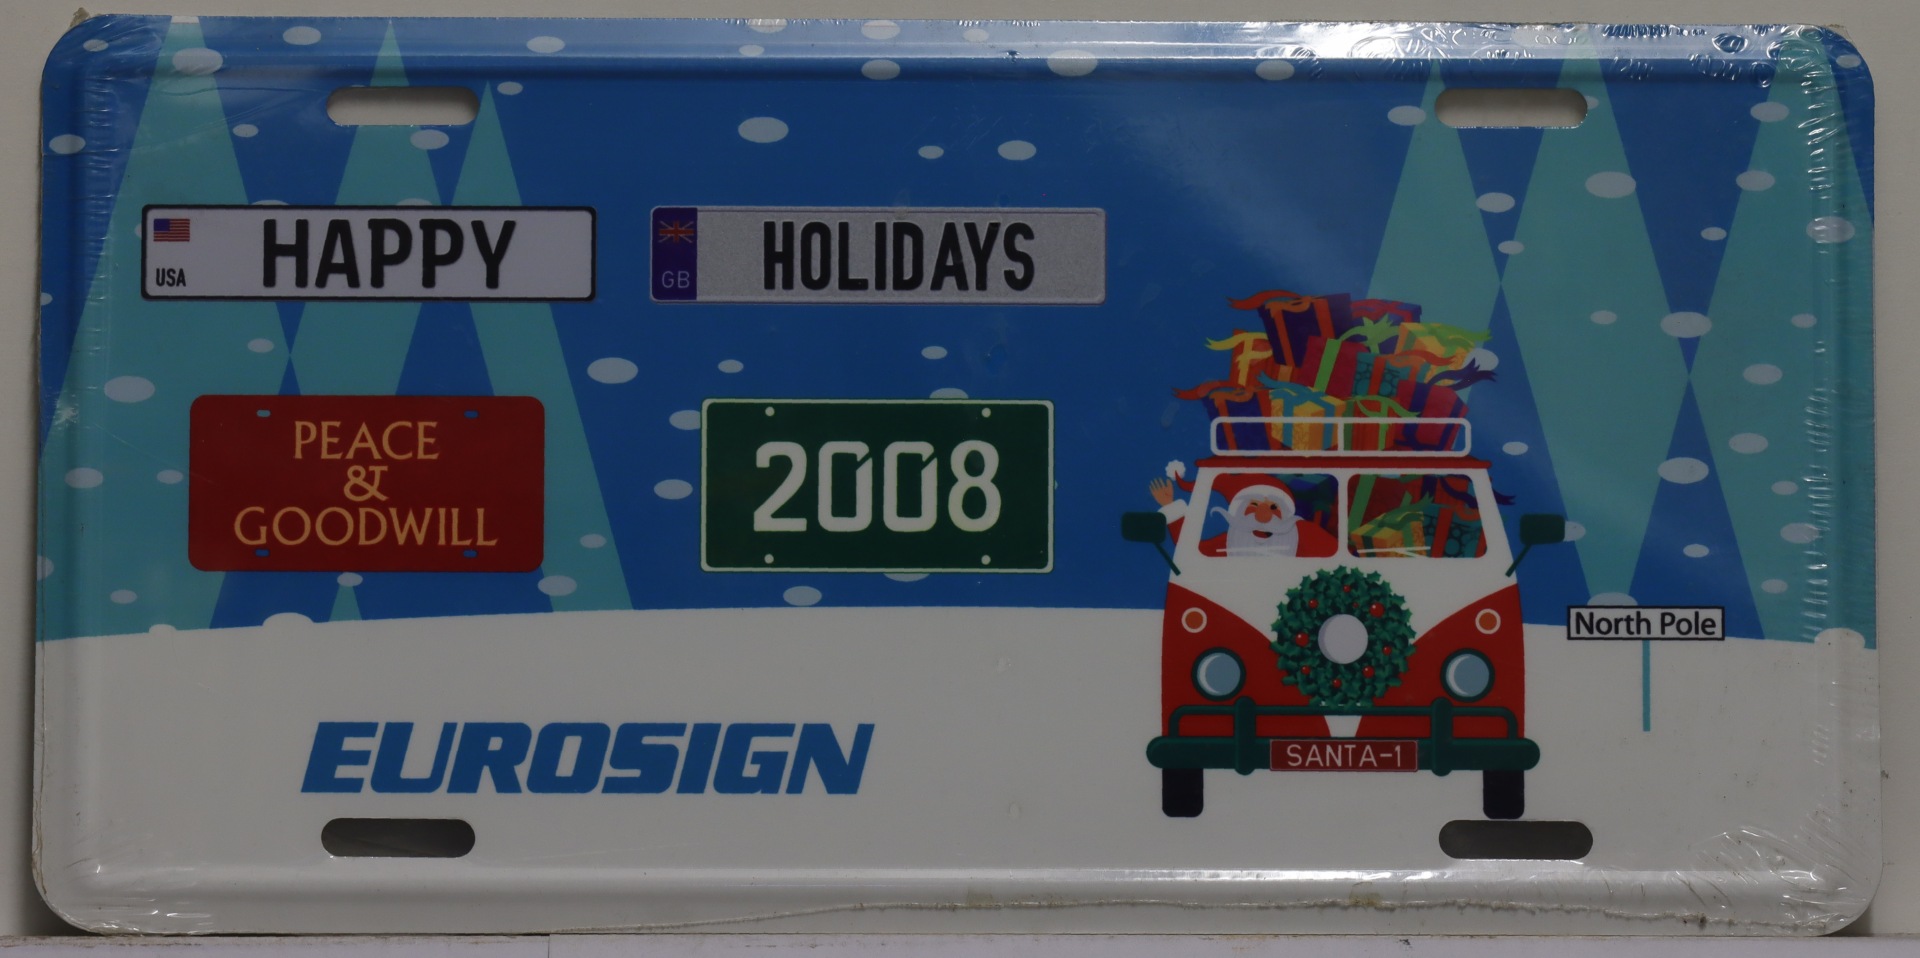 USA HAPPY
GB HOLIDAYS
PEACE
&
GOODWILL
2008
North Pole
EUROSIGN
SANTA-1